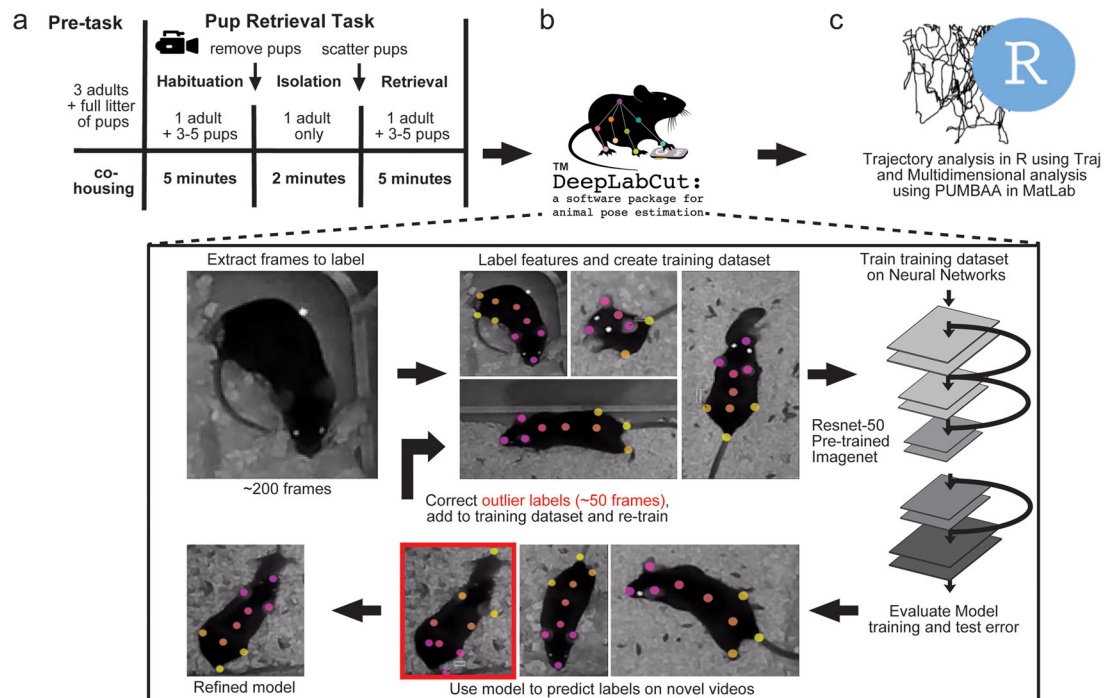 a
Pre-task
Pup Retrieval Task
remove pups
scatter pups
Habituation
Isolation
Retrieval
3 adults
+ full litter
of pups
1 adult
+ 3-5 pups
1 adult
only
1 adult
+ 3-5 pups
co-
housing
5 minutes
2 minutes
5 minutes
b
TM
DeepLabCut:
a software package for
animal pose estimation
c
R
Trajectory analysis in R using Traj
and Multidimensional analysis
using PUMBAA in MatLab
Extract frames to label
~200 frames
Label features and create training dataset
Correct outlier labels (~50 frames),
add to training dataset and re-train
Train training dataset
on Neural Networks
Resnet-50
Pre-trained
Imagenet
Evaluate Model
training and test error
Use model to predict labels on novel videos
Refined model